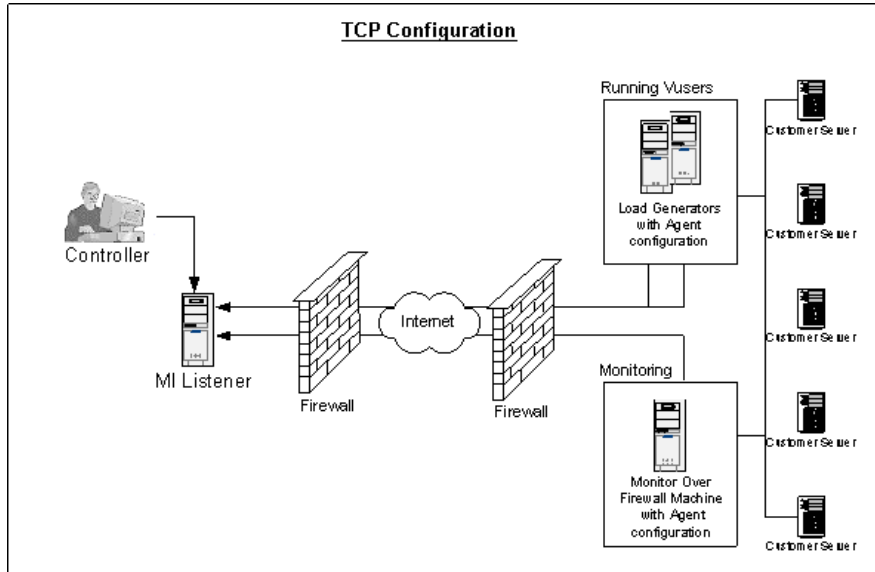 TCP Configuration
Running Vusers
Load Generators
with Agent
configuration
Customer Server
Customer Server
Customer Server
Customer Server
Customer Server
Controller
MI Listener
Firewall
Internet
Firewall
Monitoring
Monitor Over
Firewall Machine
with Agent
configuration